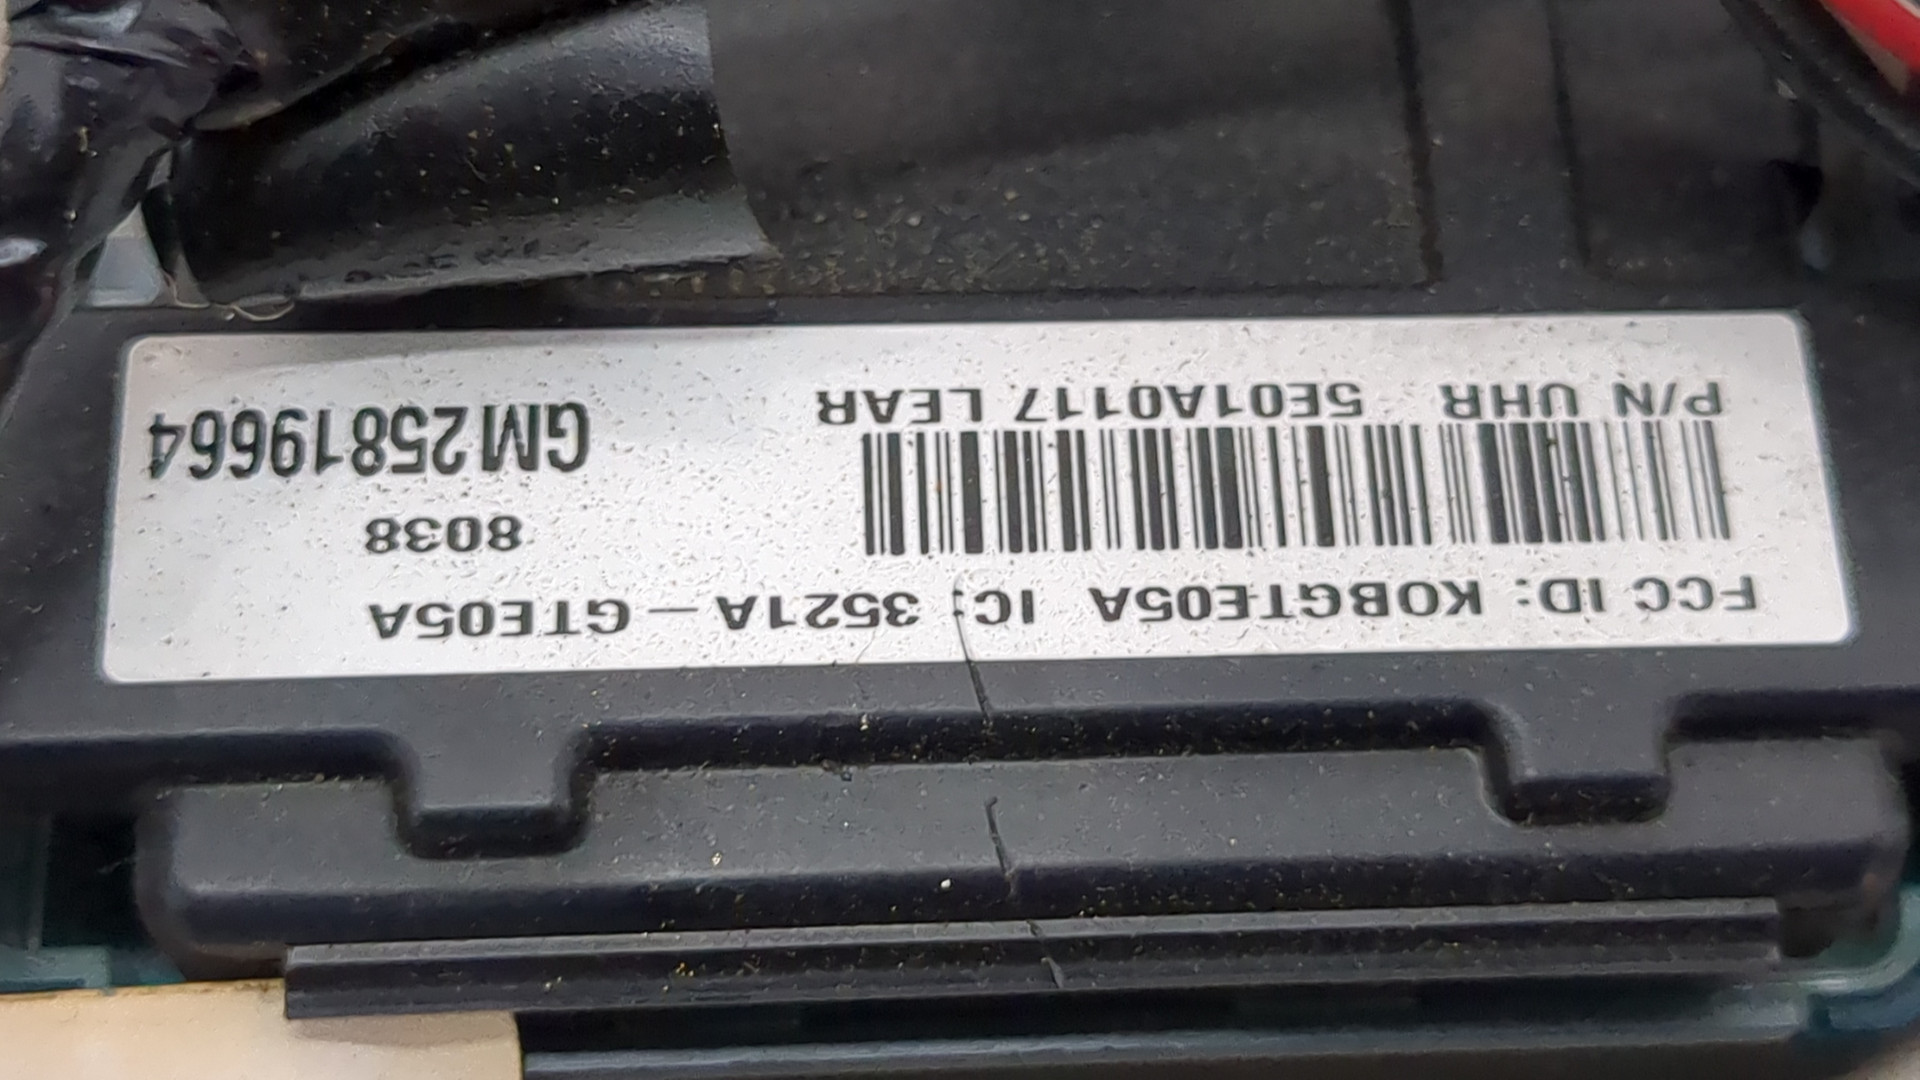 FCC ID: KOBGTE05A IC: 3521A – GTE05A
8038
P/N UHR 5E01A0117 LEAR
GM25819664